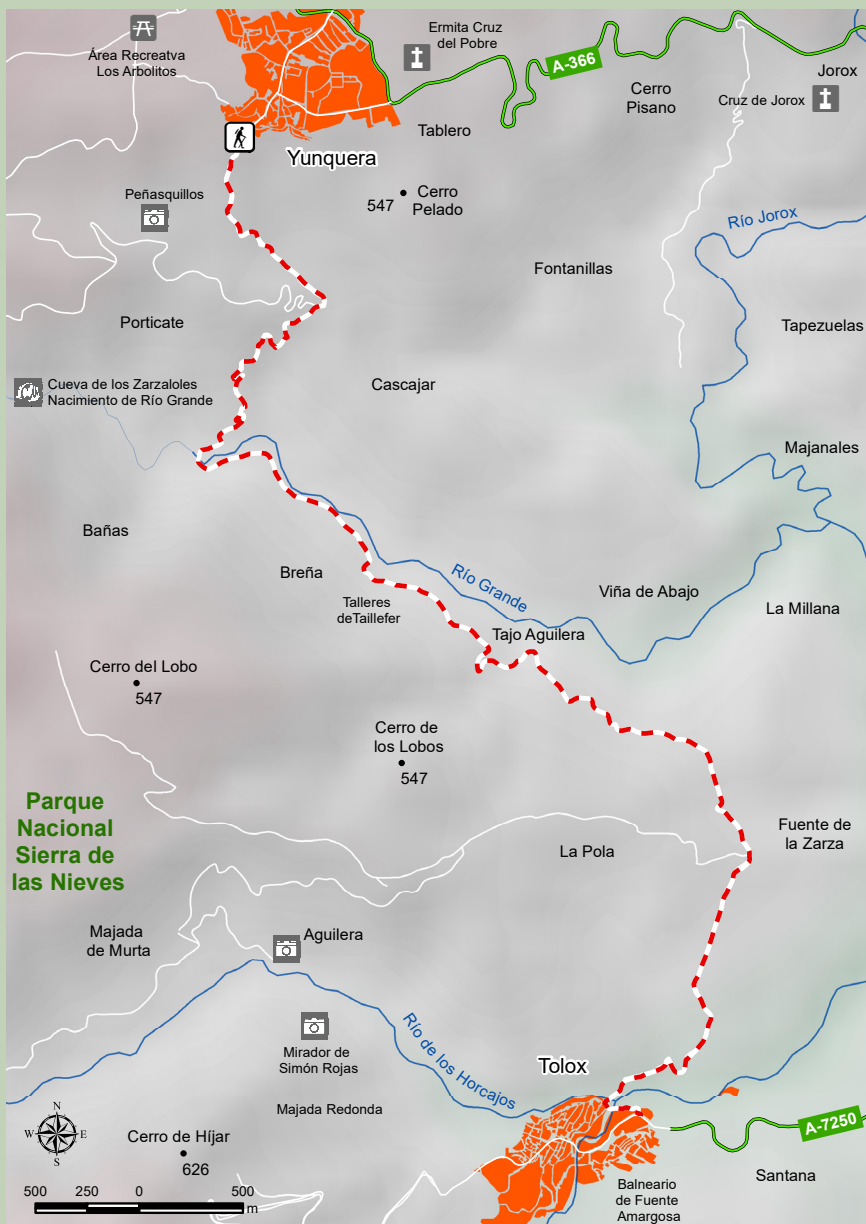 Área Recreatva
Los Arbolitos
Ermita Cruz
del Pobre
A-366
Jorox
Cerro
Pisano
Cruz de Jorox
Tablero
Yunquera
Peñasquillos
547
Cerro
Pelado
Río Jorox
Fontanillas
Porticate
Tapezuelas
Cueva de los Zarzaloles
Nacimiento de Río Grande
Cascajar
Majanales
Bañas
Breña
Río Grande
Talleres
deTaillefer
Viña de Abajo
La Millana
Tajo Aguilera
Cerro del Lobo
547
Cerro de
los Lobos
547
Parque
Nacional
Sierra de
las Nieves
La Pola
Fuente de
la Zarza
Majada
de Murta
Aguilera
Mirador de
Simón Rojas
Río de los Horcajos
Tolox
Majada Redonda
N
W E
S
Cerro de Híjar
626
A-7250
Santana
Balneario
de Fuente
Amargosa
500 250 0 500
m